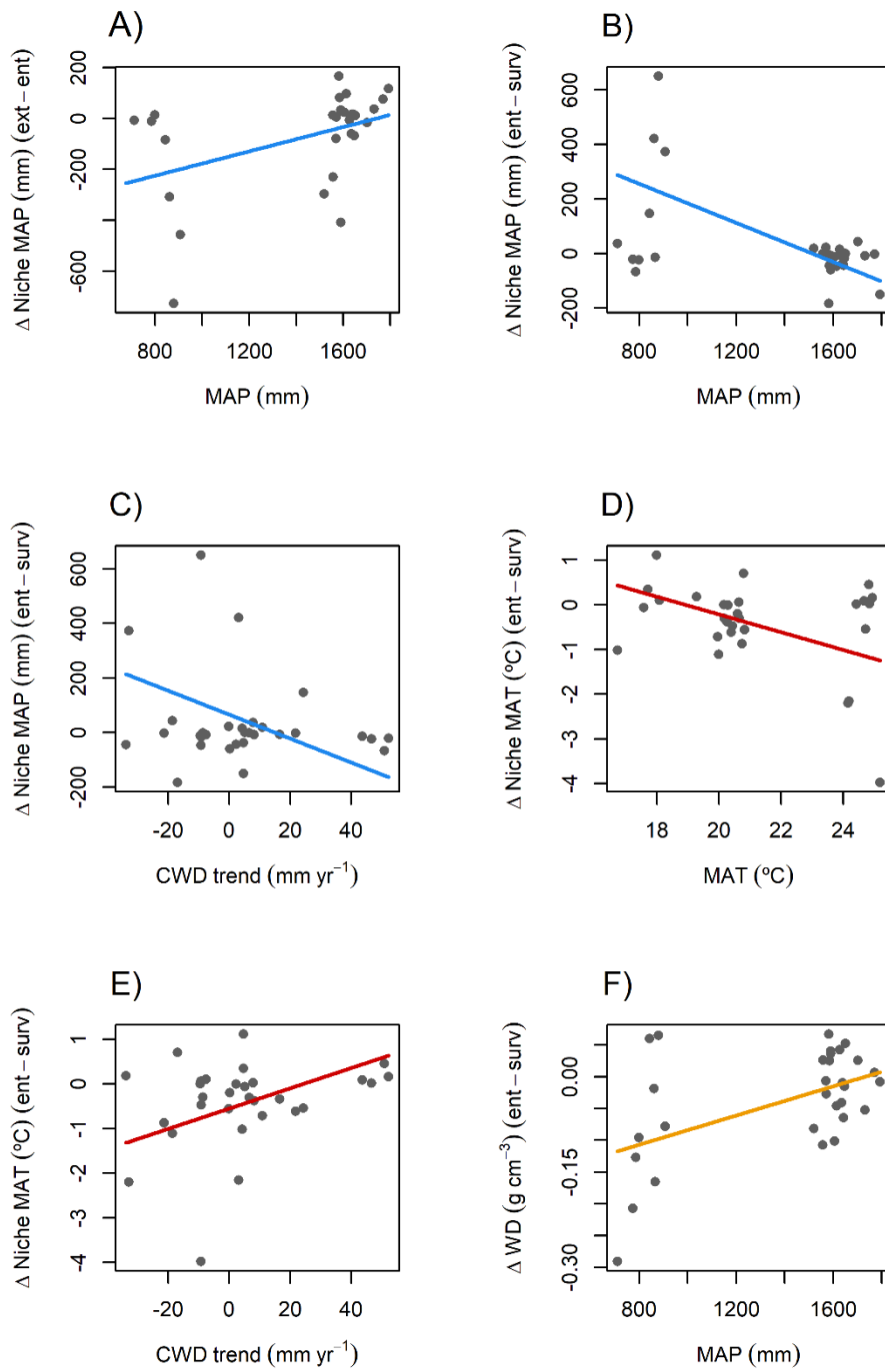 A)
Δ Niche MAP (mm) (ext – ent)
200
0
-200
-600
800
1200
1600
MAP (mm)
B)
Δ Niche MAP (mm) (ent – surv)
600
400
200
0
-200
800
1200
1600
MAP (mm)
C)
Δ Niche MAP (mm) (ent – surv)
600
400
200
0
-200
-20
0
20
40
CWD trend (mm yr⁻¹)
D)
Δ Niche MAT (ºC) (ent – surv)
1
0
-1
-2
-3
-4
18
20
22
24
MAT (ºC)
E)
Δ Niche MAT (ºC) (ent – surv)
1
0
-1
-2
-3
-4
-20
0
20
40
CWD trend (mm yr⁻¹)
F)
Δ WD (g cm⁻³) (ent – surv)
0.00
-0.15
-0.30
800
1200
1600
MAP (mm)